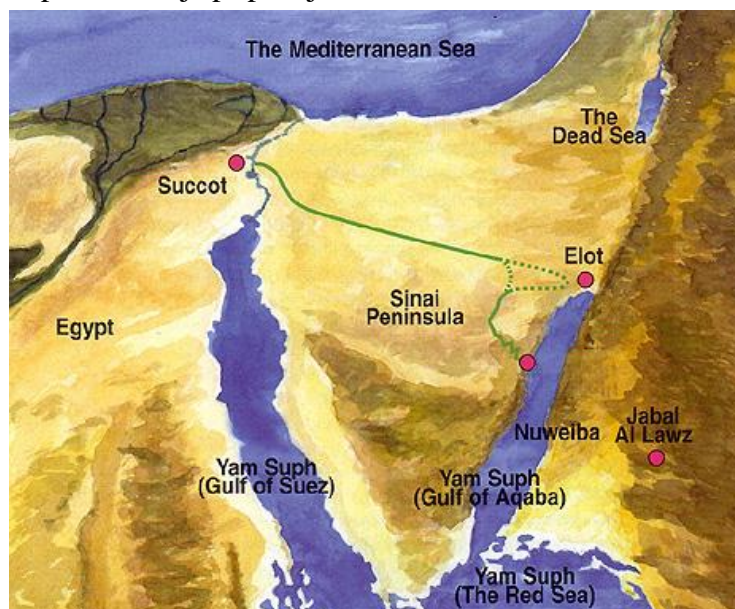 The Mediterranean Sea
The
Dead Sea
Succot
Elot
Sinai
Peninsula
Egypt
Nuweiba
Jabal
Al Lawz
Yam Suph
(Gulf of Suez)
Yam Suph
(Gulf of Aqaba)
Yam Suph
(The Red Sea)